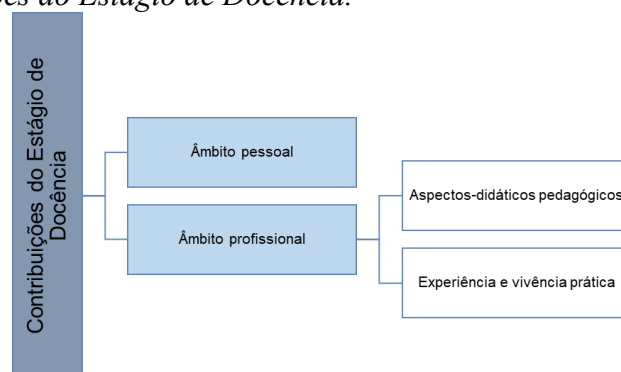 ões do Estágio de Docência.
Contribuições do Estágio de
Docência
Âmbito pessoal
Âmbito profissional
Aspectos-didáticos pedagógicos
Experiência e vivência prática